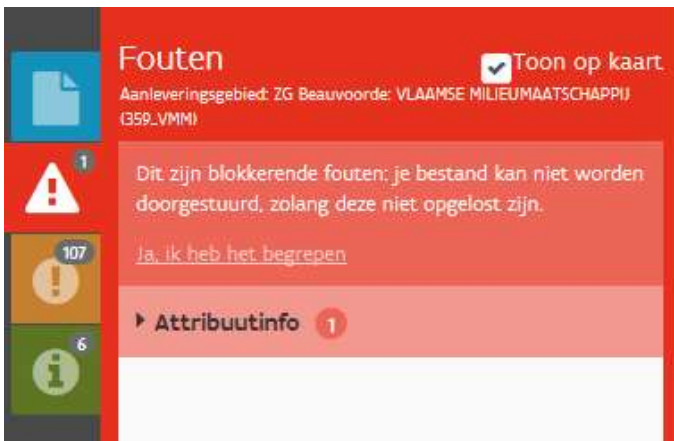 Fouten
Toon op kaart
Aanleveringsgebied: ZG Beauvoorde: VLAAMSE MILIEUMAATSCHAPPIJ
(359_VMM)
1
Dit zijn blokkerende fouten: je bestand kan niet worden
doorgestuurd, zolang deze niet opgelost zijn.
107
Ja, ik heb het begrepen
Attribuutinfo 1
6